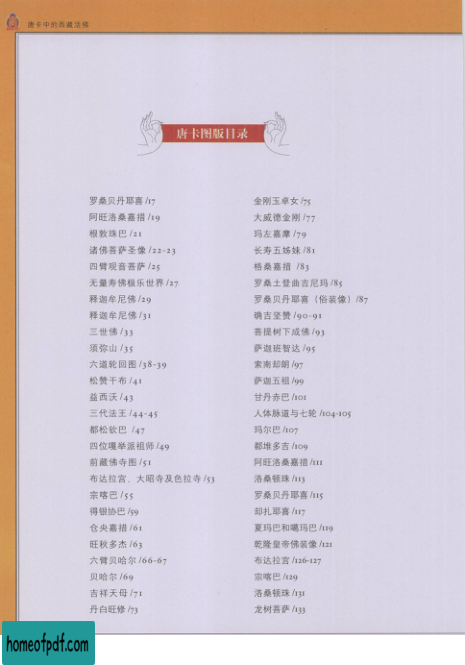 唐卡中的西藏活佛
唐卡图版目录
罗桑贝丹耶喜/17
阿旺洛桑嘉措/19
根敦珠巴/21
诸佛菩萨圣像/22-23
四臂观音菩萨/25
无量寿佛极乐世界/27
释迦牟尼佛/29
释迦牟尼佛/31
三世佛/33
须弥山/35
六道轮回图/38-39
松赞干布/41
益西沃/43
三代法王/44-45
都松钦巴 /47
四位噶举派祖师/49
前藏佛寺图/51
布达拉宫、大昭寺及色拉寺/53
宗喀巴/55
得银协巴/59
仓央嘉措/61
旺秋多杰/63
六臂贝哈尔/66-67
贝哈尔/69
吉祥天母/71
丹白旺修/73
金刚玉卓女/75
大威德金刚/77
玛左嘉摩/79
长寿五姊妹/81
格桑嘉措 /83
罗桑土登曲吉尼玛/85
罗桑贝丹耶喜（俗装像）/87
确吉坚赞/90-91
菩提树下成佛/93
萨迦班智达/95
索南却朗/97
萨迦五祖/99
甘丹赤巴/101
人体脉道与七轮/104-105
玛尔巴/107
郗堆多吉/109
阿旺洛桑嘉措/111
洛桑顿珠/113
罗桑贝丹耶喜/115
却扎耶喜/117
夏玛巴和噶玛巴/119
乾隆皇帝佛装像/121
布达拉宫/126-127
宗喀巴/129
洛桑顿珠/131
龙树菩萨/133
homeofpdf.com